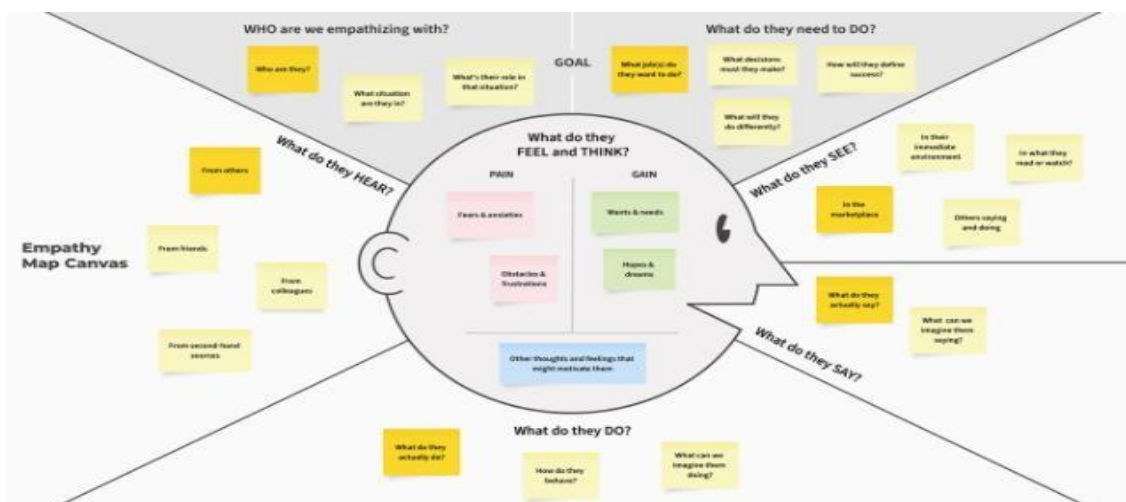 WHO are we empathizing with?
Who are they?
What situation
are they in?
What's their role in
that situation?
GOAL
What do they need to DO?
What job(s) do
they want to do?
What decisions
must they make?
How will they define
success?
What will they
do differently?
What do they HEAR?
From others
From friends
From
colleagues
From second-hand
sources
Empathy
Map Canvas
What do they
FEEL and THINK?
PAIN
Fears & anxieties
Obstacles &
frustrations
GAIN
Wants & needs
Hopes &
dreams
Other thoughts and feelings that
might motivate them
What do they SEE?
In their
immediate
environment
In what they
read or watch?
In the
marketplace
Others saying
and doing
What do they
actually say?
What can we
imagine them
saying?
What do they SAY?
What do they DO?
What do they
actually do?
How do they
behave?
What can we
imagine them
doing?